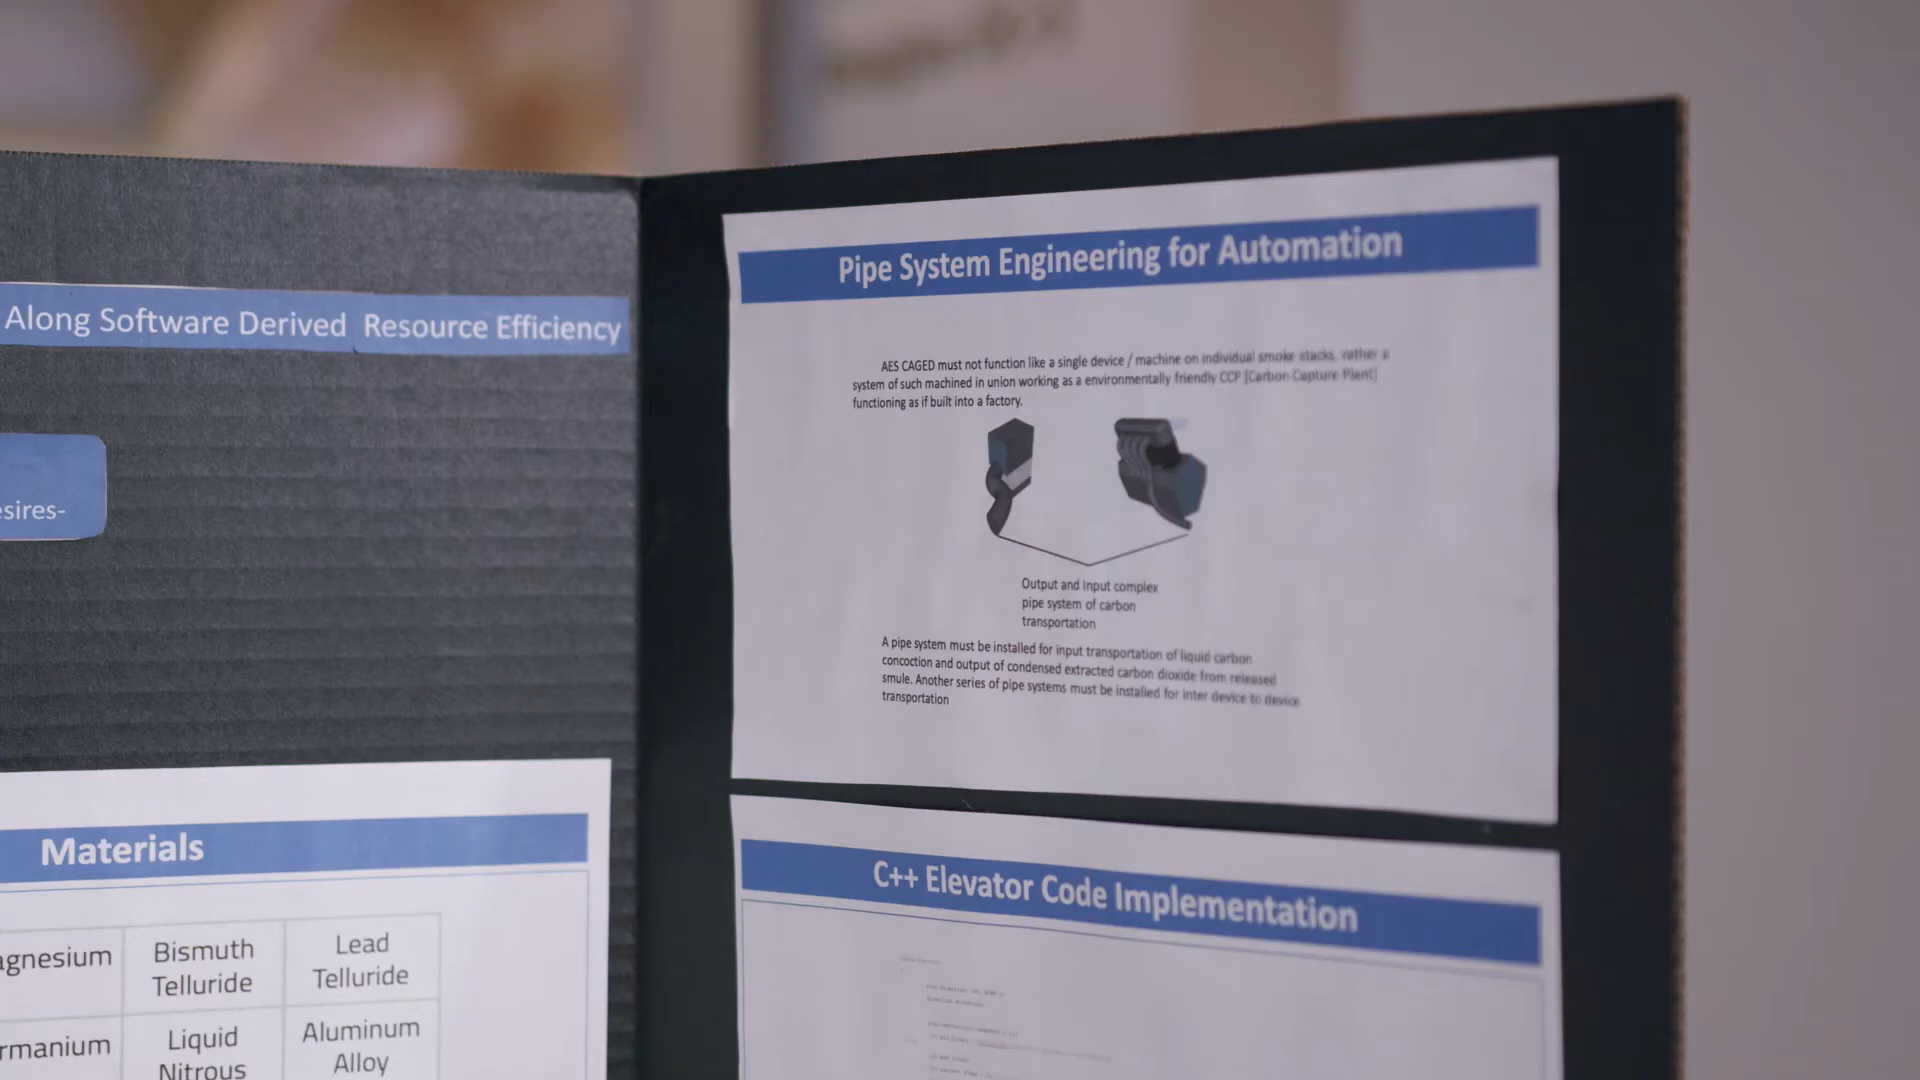 Along Software Derived Resource Efficiency
esires-
Materials
agnesium
Bismuth
Telluride
Lead
Telluride
rmanium
Liquid
Nitrous
Aluminum
Alloy
Pipe System Engineering for Automation
AES CAGED must not function like a single device / machine on individual smoke stacks, rather a
system of such machined in union working as a environmentally friendly CCP [Carbon Capture Plant]
functioning as if built into a factory.
Output and Input complex
pipe system of carbon
transportation
A pipe system must be installed for input transportation of liquid carbon
concoction and output of condensed extracted carbon dioxide from released
smule. Another series of pipe systems must be installed for inter device to device
transportation
C++ Elevator Code Implementation